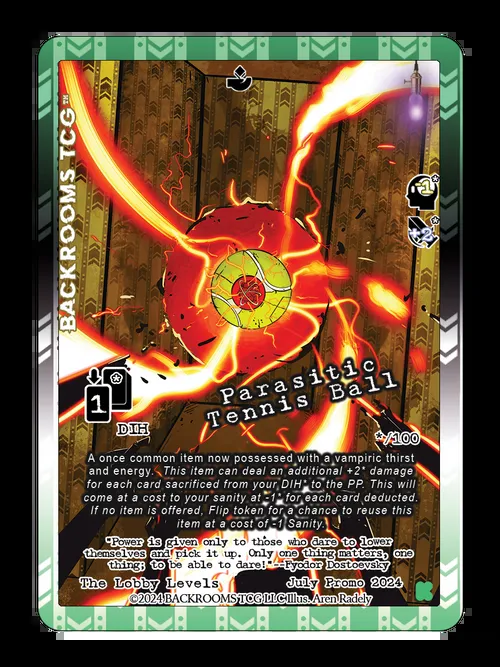 BACKROOMS TCG™
-1*
+2*
1 *
DIH
Parasitic
Tennis Ball
*/100
A once common item now possessed with a vampiric thirst
and energy. This item can deal an additional +2* damage
for each card sacrificed from your DIH* to the PP. This will
come at a cost to your sanity at -1* for each card deducted.
If no item is offered, Flip token for a chance to reuse this
item at a cost of -1 Sanity.
"Power is given only to those who dare to lower
themselves and pick it up. Only one thing matters, one
thing; to be able to dare!"--Fyodor Dostoevsky
The Lobby Levels July Promo 2024
©2024 BACKROOMS TCG LLC Illus. Aren Radely